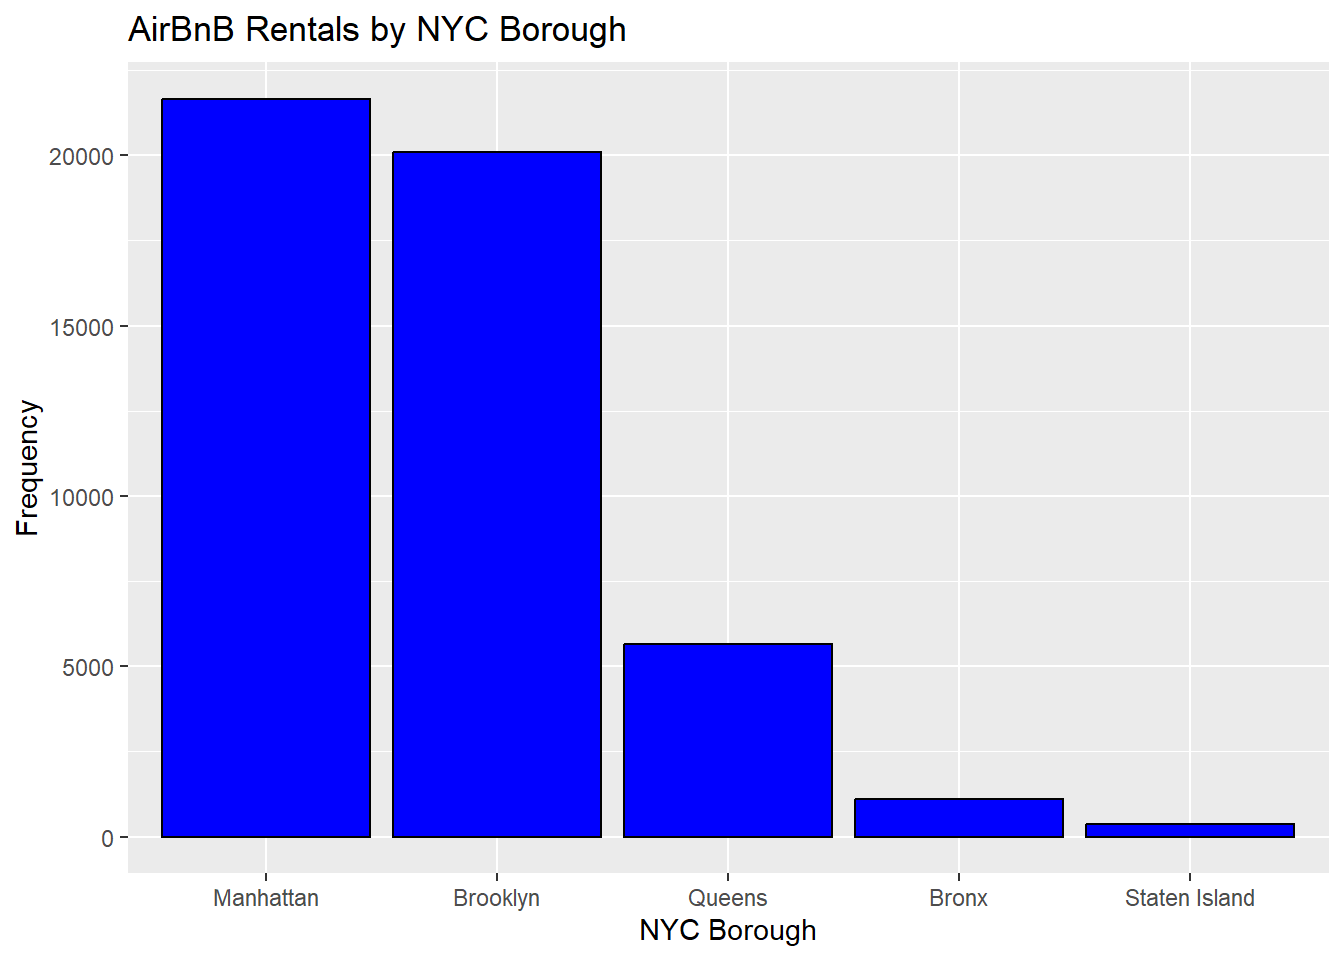 AirBnB Rentals by NYC Borough
20000
15000
10000
5000
0
Frequency
Manhattan Brooklyn Queens Bronx Staten Island
NYC Borough